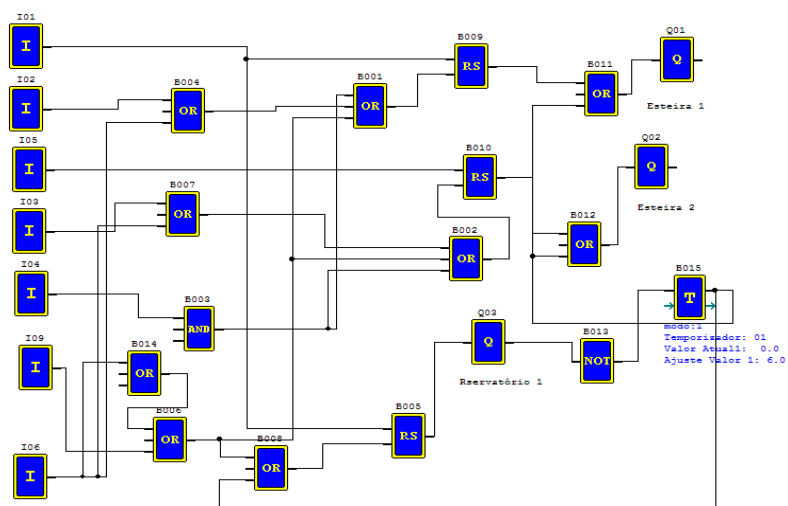 I01
I
I02
I
I05
I
I03
I
I04
I
I09
I
I06
I
B004
OR
B007
OR
B003
AND
B014
OR
B006
OR
B008
OR
B001
OR
B009
RS
B010
RS
B002
OR
Q03
Q
Rservatório 1
B005
RS
B011
OR
B012
OR
B013
NOT
Q01
Q
Esteira 1
Q02
Q
Esteira 2
B015
T
modo:1
Temporizador: 01
Valor Atual1: 0.0
Ajuste Valor 1: 6.0